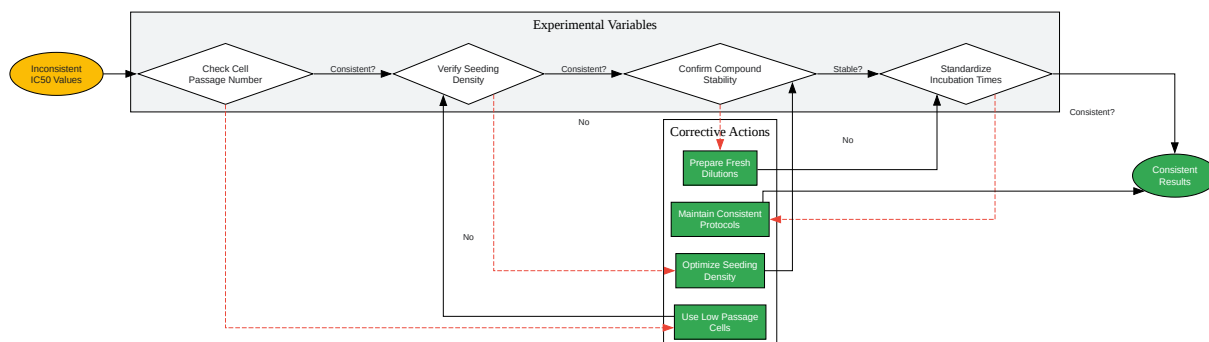 Experimental Variables
Inconsistent
IC50 Values
Check Cell
Passage Number
Consistent?
Verify Seeding
Density
Consistent?
Confirm Compound
Stability
Stable?
Standardize
Incubation Times
Consistent?
No
Corrective Actions
No
Prepare Fresh
Dilutions
Consistent
Results
Maintain Consistent
Protocols
No
Optimize Seeding
Density
Use Low Passage
Cells